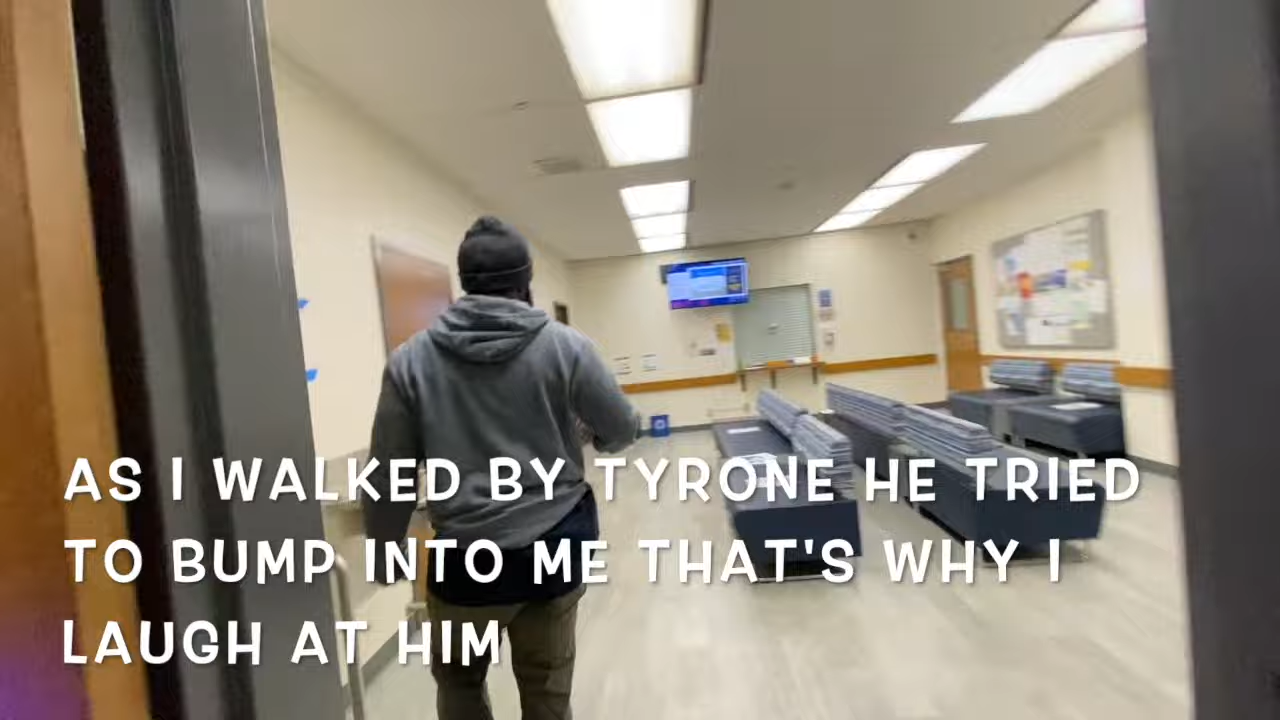 AS I WALKED BY TYRONE HE TRIED
TO BUMP INTO ME THAT'S WHY I
LAUGH AT HIM